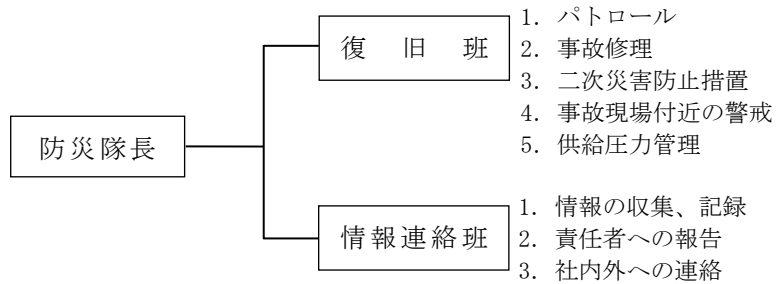 防災隊長
復旧班
1. パトロール
2. 事故修理
3. 二次災害防止措置
4. 事故現場付近の警戒
5. 供給圧力管理
情報連絡班
1. 情報の収集、記録
2. 責任者への報告
3. 社内外への連絡